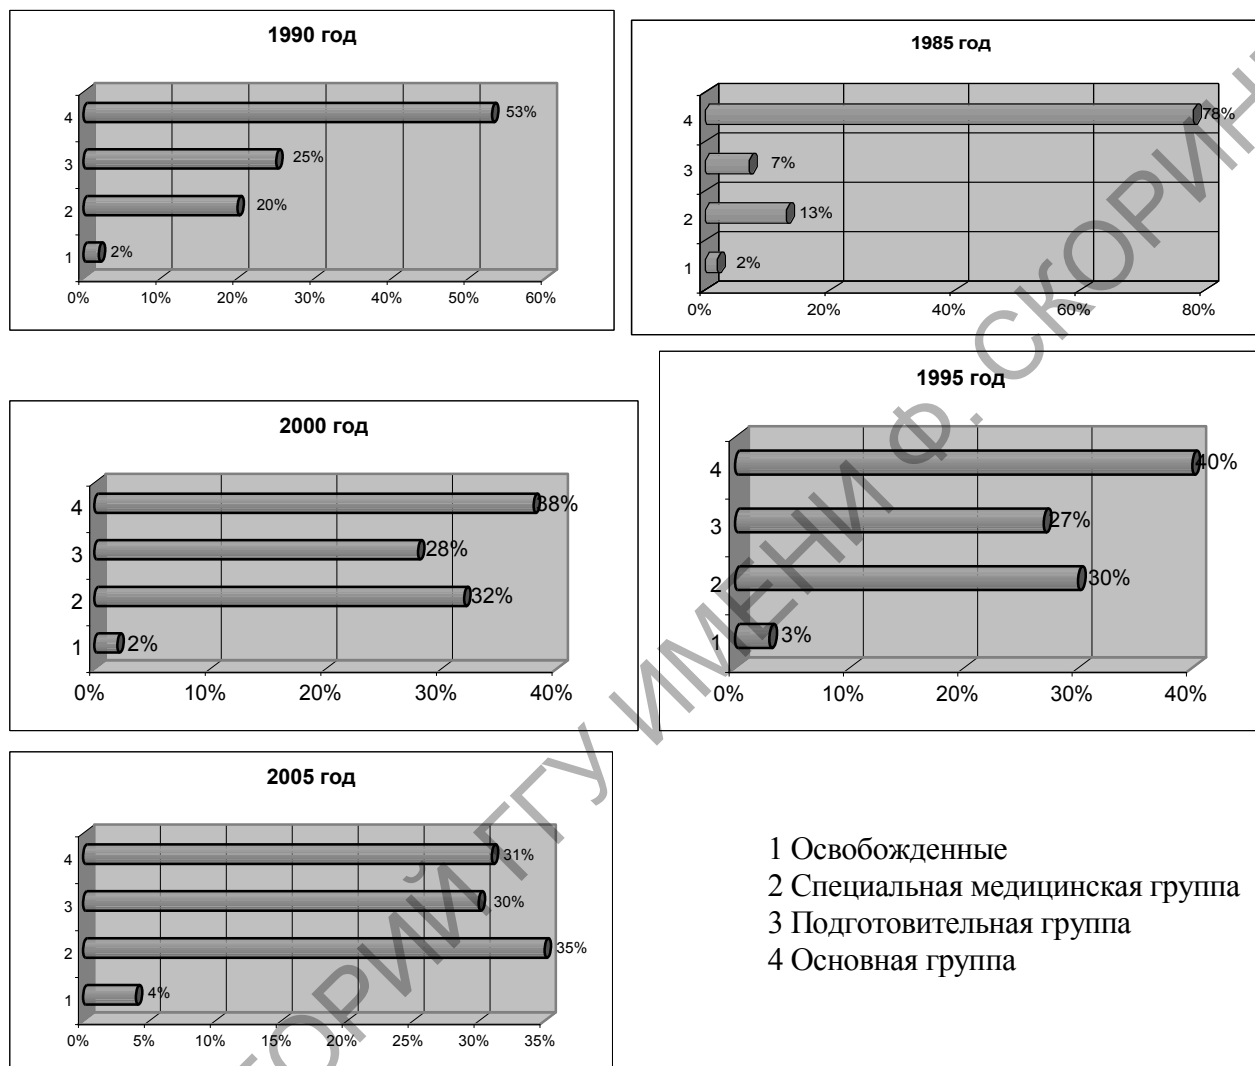 1990 год
4 53%
3 25%
2 20%
1 2%
0% 10% 20% 30% 40% 50% 60%
1985 год
4 78%
3 7%
2 13%
1 2%
0% 20% 40% 60% 80%
2000 год
4 38%
3 28%
2 32%
1 2%
0% 10% 20% 30% 40%
1995 год
4 40%
3 27%
2 30%
1 3%
0% 10% 20% 30% 40%
2005 год
4 31%
3 30%
2 35%
1 4%
0% 5% 10% 15% 20% 25% 30% 35%
1 Освобожденные
2 Специальная медицинская группа
3 Подготовительная группа
4 Основная группа
ГГУ ИМЕНИ Ф.